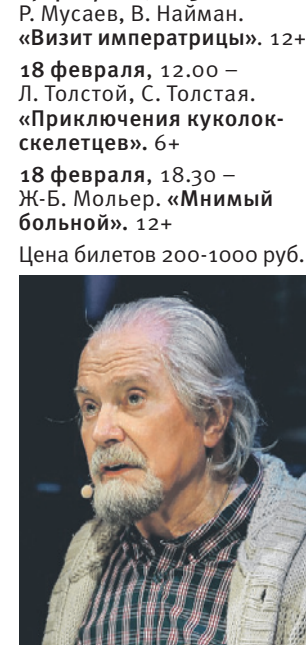 Р. Мусаев, В. Найман.
«Визит императрицы». 12+
18 февраля, 12.00 –
Л. Толстой, С. Толстая.
«Приключения куколок-
скелетцев». 6+
18 февраля, 18.30 –
Ж-Б. Мольер. «Мнимый
больной». 12+
Цена билетов 200-1000 руб.